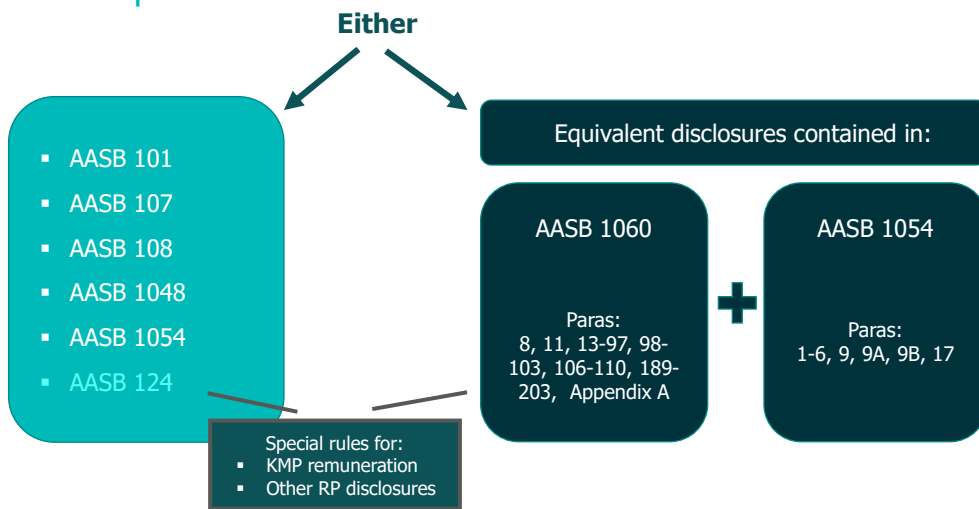 Either
▪ AASB 101
▪ AASB 107
▪ AASB 108
▪ AASB 1048
▪ AASB 1054
▪ AASB 124
Equivalent disclosures contained in:
AASB 1060
Paras:
8, 11, 13-97, 98-
103, 106-110, 189-
203, Appendix A
AASB 1054
Paras:
1-6, 9, 9A, 9B, 17
Special rules for:
▪ KMP remuneration
▪ Other RP disclosures